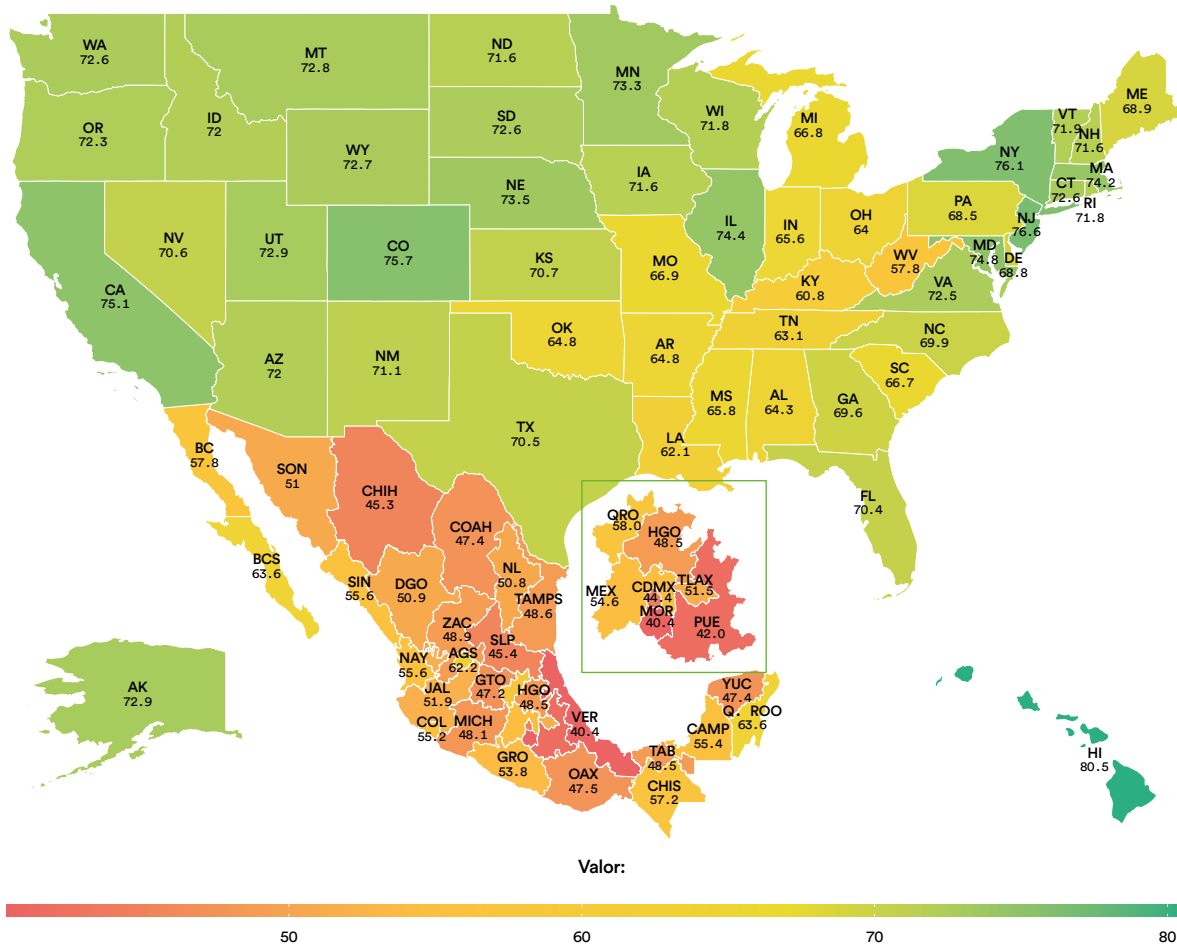 WA
72.6
MT
72.8
ND
71.6
MN
73.3
WI
71.8
MI
66.8
ME
68.9
VT
71.9
NH
71.6
OR
72.3
ID
72
WY
72.7
SD
72.6
IA
71.6
NY
76.1
MA
74.2
CT
72.6
RI
71.8
NE
73.5
IL
74.4
IN
65.6
OH
64
PA
68.5
NJ
76.6
NV
70.6
UT
72.9
CO
75.7
KS
70.7
MO
66.9
WV
57.8
MD
74.8
DE
68.8
CA
75.1
KY
60.8
VA
72.5
AZ
72
NM
71.1
OK
64.8
AR
64.8
TN
63.1
NC
69.9
SC
66.7
MS
65.8
AL
64.3
GA
69.6
TX
70.5
LA
62.1
FL
70.4
BC
57.8
SON
51
CHIH
45.3
COAH
47.4
BCS
63.6
SIN
55.6
DGO
50.9
NL
50.8
TAMPS
48.6
ZAC
48.9
SLP
45.4
NAY
55.6
AGS
62.2
JAL
51.9
GTO
47.2
HGO
48.5
COL
55.2
MICH
48.1
VER
40.4
GRO
53.8
OAX
47.5
TAB
48.5
CHIS
57.2
CAMP
55.4
YUC
47.4
Q. ROO
63.6
QRO
58.0
HGO
48.5
MEX
54.6
CDMX
44.4
TLAX
51.5
MOR
40.4
PUE
42.0
AK
72.9
HI
80.5
Valor:
50
60
70
80